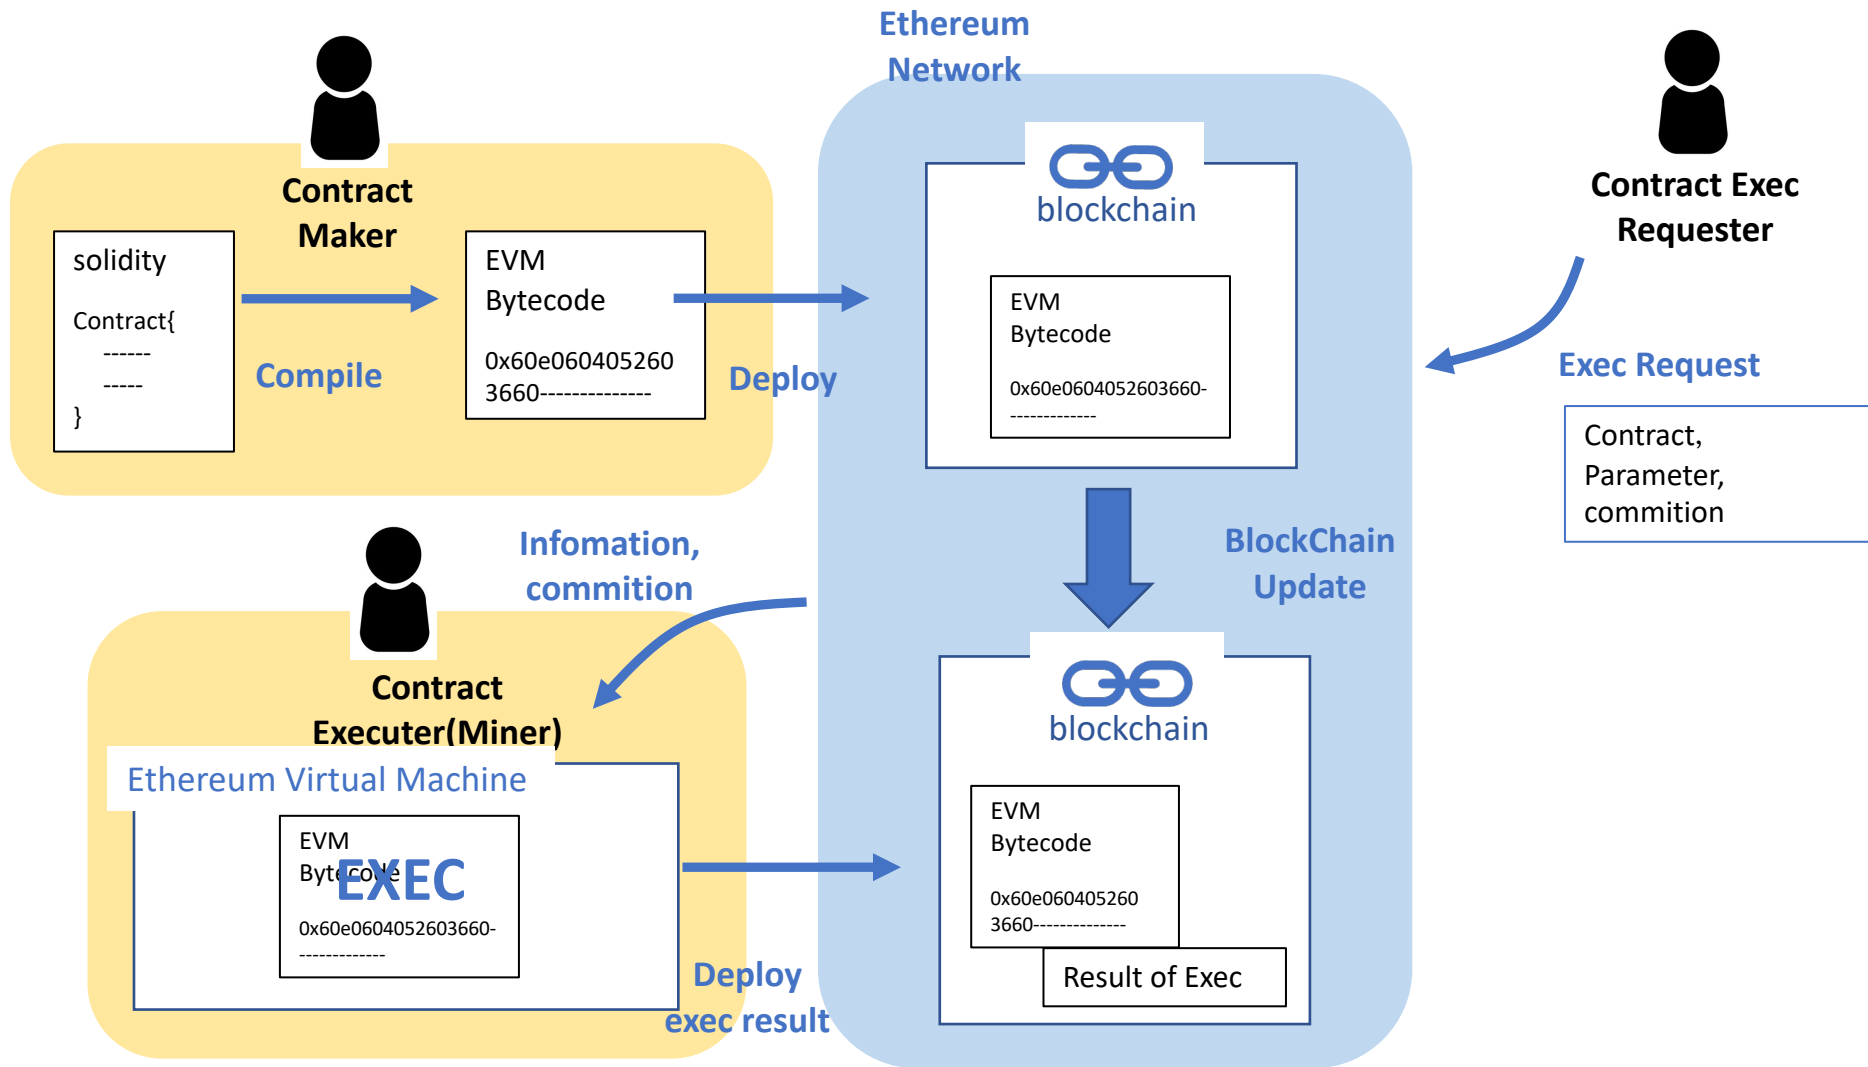 Ethereum
Network
Contract
Maker
solidity
Contract{
------
-----
}
Compile
EVM
Bytecode
0x60e060405260
3660--------------
Deploy
blockchain
EVM
Bytecode
0x60e0604052603660-
-------------
Contract Exec
Requester
Exec Request
Contract,
Parameter,
commition
BlockChain
Update
Infomation,
commition
Contract
Executer(Miner)
Ethereum Virtual Machine
EVM
Bytecode
EXEC
0x60e0604052603660-
-------------
Deploy
exec result
blockchain
EVM
Bytecode
0x60e060405260
3660--------------
Result of Exec